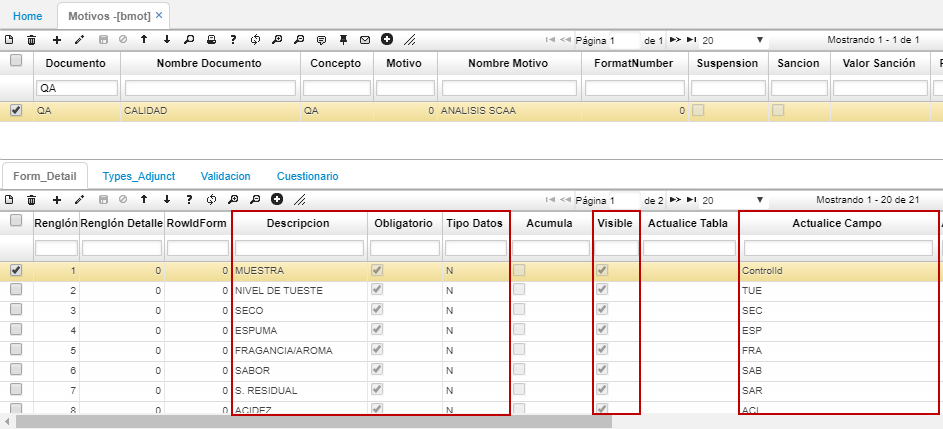 Home Motivos -[bmot] ×
Página 1 de 1 20 Mostrando 1 - 1 de 1
Documento Nombre Documento Concepto Motivo Nombre Motivo FormatNumber Suspension Sancion Valor Sanción
QA
QA CALIDAD QA 0 ANALISIS SCAA 0
Form_Detail Types_Adjunct Validacion Cuestionario
Página 1 de 2 20 Mostrando 1 - 20 de 21
Renglón Renglón Detalle RowIdForm Descripcion Obligatorio Tipo Datos Acumula Visible Actualice Tabla Actualice Campo
1 0 0 MUESTRA N ControlId
2 0 0 NIVEL DE TUESTE N TUE
3 0 0 SECO N SEC
4 0 0 ESPUMA N ESP
5 0 0 FRAGANCIA/AROMA N FRA
6 0 0 SABOR N SAB
7 0 0 S. RESIDUAL N SAR
8 0 0 ACIDEZ N ACI